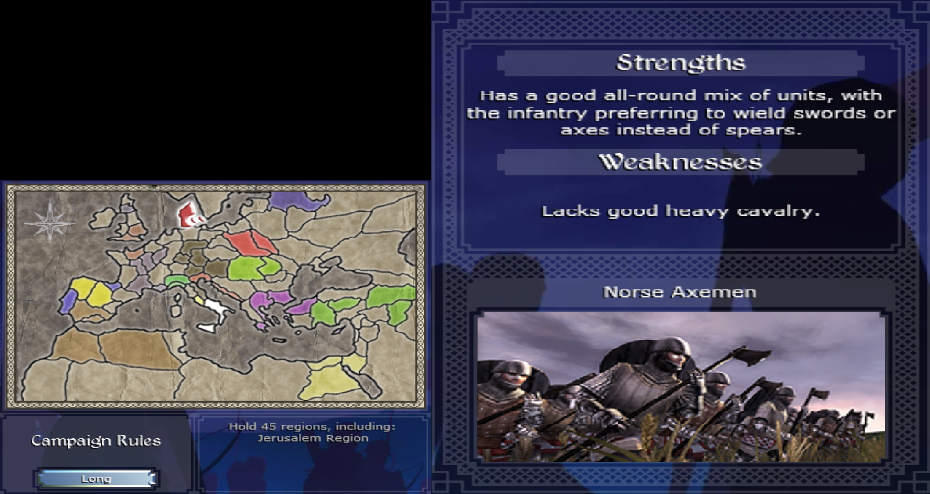 Strengths
Has a good all-round mix of units, with
the infantry preferring to wield swords or
axes instead of spears.
Weaknesses
Lacks good heavy cavalry.
Norse Axemen
Campaign Rules
Long
Hold 45 regions, including:
Jerusalem Region